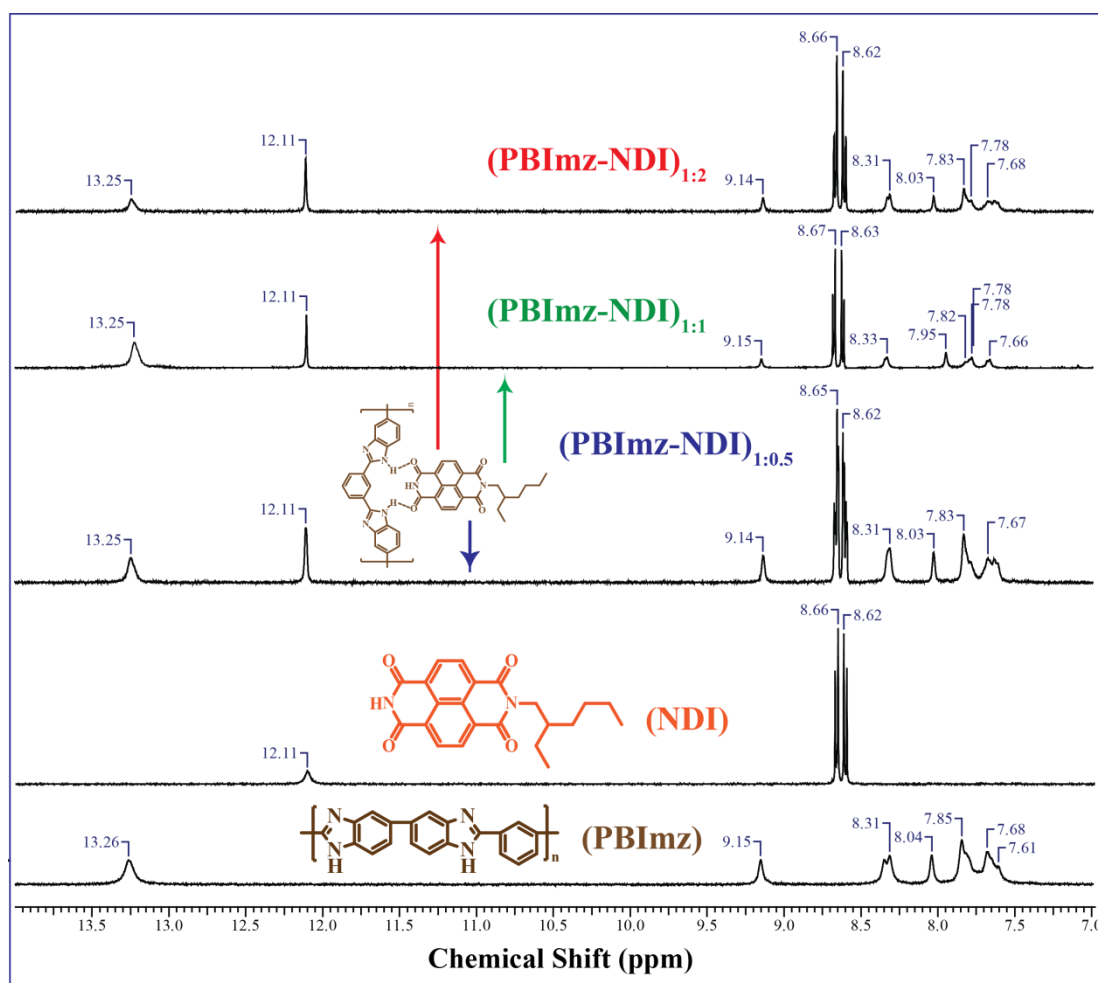 8.66 8.62
13.25 12.11 (PBImz-NDI)1:2 9.14 8.31 8.03 7.83 7.78 7.68
8.67 8.63
13.25 12.11 (PBImz-NDI)1:1 9.15 8.33 7.95 7.82 7.78 7.78 7.66
8.65 8.62
n
N N H O O
HN N
H O O
N N
(PBImz-NDI)1:0.5
13.25 12.11 9.14 8.31 8.03 7.83 7.67
8.66 8.62
O O
HN N (NDI)
O O
12.11
N N
N H N H n (PBImz)
13.26 9.15 8.31 8.04 7.85 7.68 7.61
13.5 13.0 12.5 12.0 11.5 11.0 10.5 10.0 9.5 9.0 8.5 8.0 7.5 7.0
Chemical Shift (ppm)